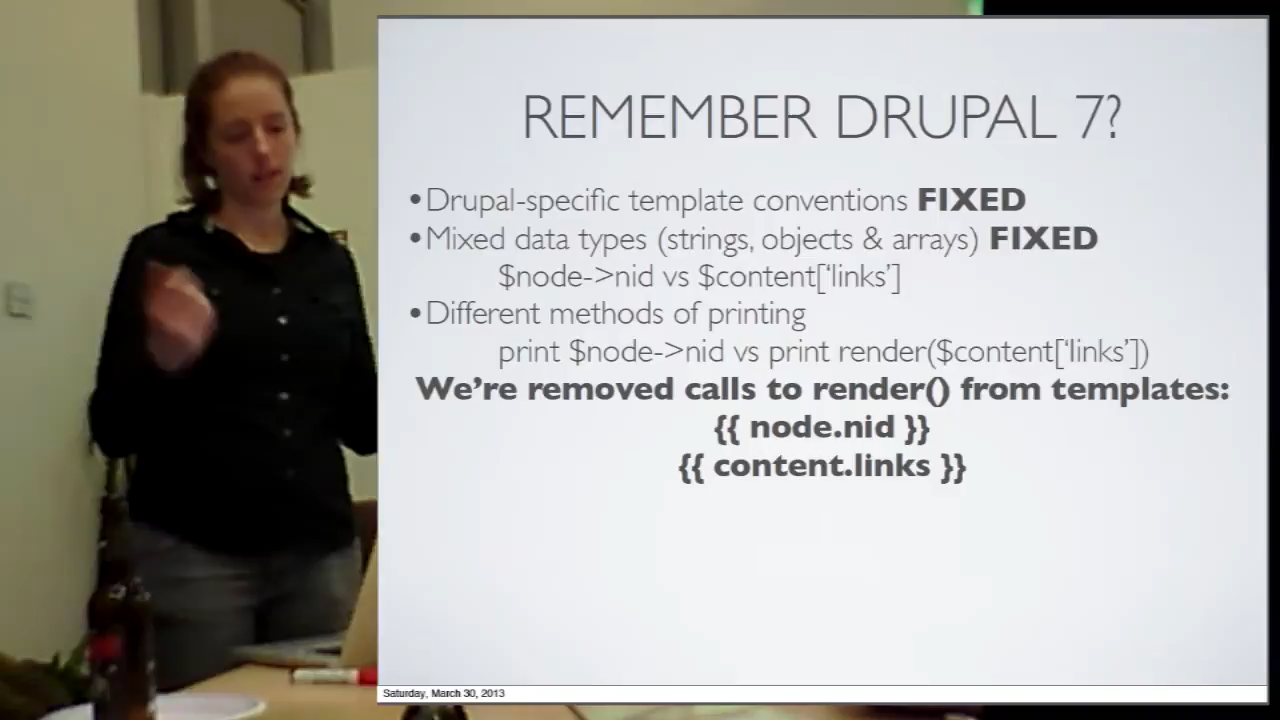 REMEMBER DRUPAL 7?
•Drupal-specific template conventions FIXED
•Mixed data types (strings, objects & arrays) FIXED
$node->nid vs $content[‘links’]
•Different methods of printing
print $node->nid vs print render($content[‘links’])
We’re removed calls to render() from templates:
{{ node.nid }}
{{ content.links }}
Saturday, March 30, 2013